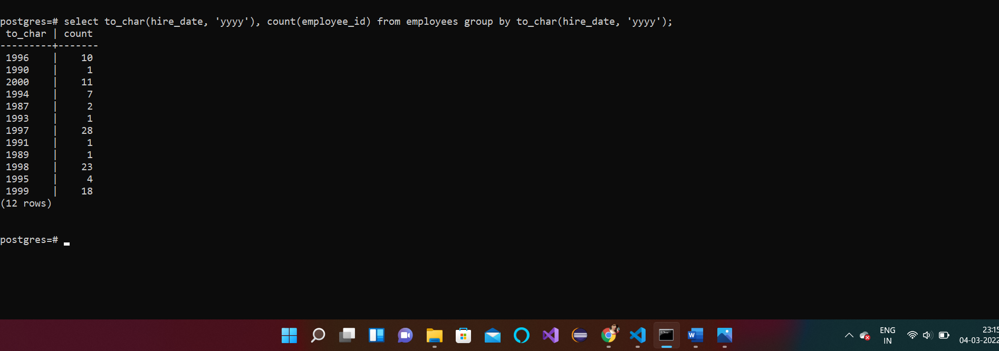 postgres=# select to_char(hire_date, 'yyyy'), count(employee_id) from employees group by to_char(hire_date, 'yyyy');
 to_char | count
---------+-------
 1996    |    10
 1990    |     1
 2000    |    11
 1994    |     7
 1987    |     2
 1993    |     1
 1997    |    28
 1991    |     1
 1989    |     1
 1998    |    23
 1995    |     4
 1999    |    18
(12 rows)
postgres=#
ENG
IN
23:15
04-03-2022